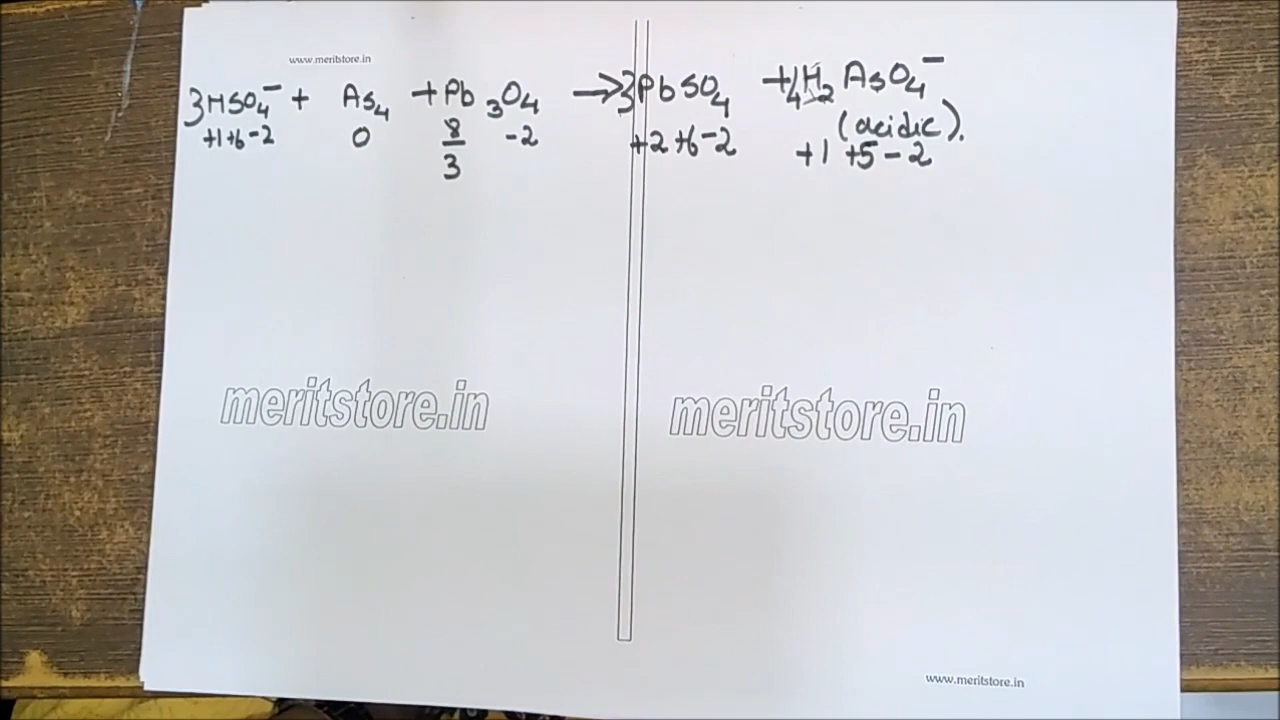 www.meritstore.in
3HSO₄⁻ + As₄ + Pb₃O₄ → 3PbSO₄ + 4H₂AsO₄⁻
+1+6-2 0 8/3 -2 +2+6-2 (acidic).
+1 +5-2
meritstore.in meritstore.in
www.meritstore.in